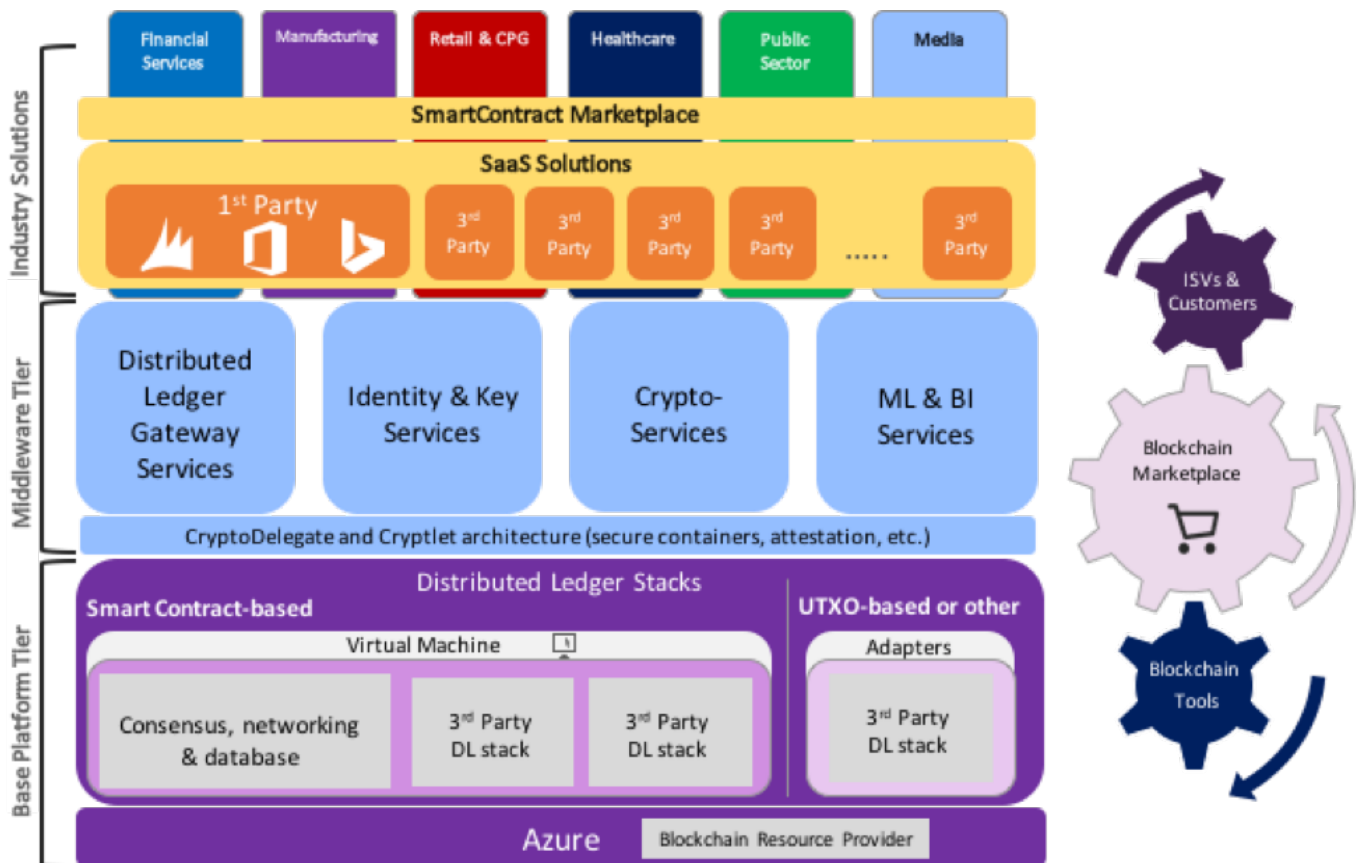 Financial
Services
Manufacturing
Retail & CPG
Healthcare
Public
Sector
Media
Industry Solutions
SmartContract Marketplace
SaaS Solutions
1st Party
3rd
Party
3rd
Party
3rd
Party
3rd
Party
.....
3rd
Party
Middleware Tier
Distributed
Ledger
Gateway
Services
Identity & Key
Services
Crypto-
Services
ML & BI
Services
CryptoDelegate and Cryptlet architecture (secure containers, attestation, etc.)
Base Platform Tier
Distributed Ledger Stacks
Smart Contract-based
UTXO-based or other
Virtual Machine
Adapters
Consensus, networking
& database
3rd Party
DL stack
3rd Party
DL stack
3rd Party
DL stack
Azure
Blockchain Resource Provider
ISVs &
Customers
Blockchain
Marketplace
Blockchain
Tools